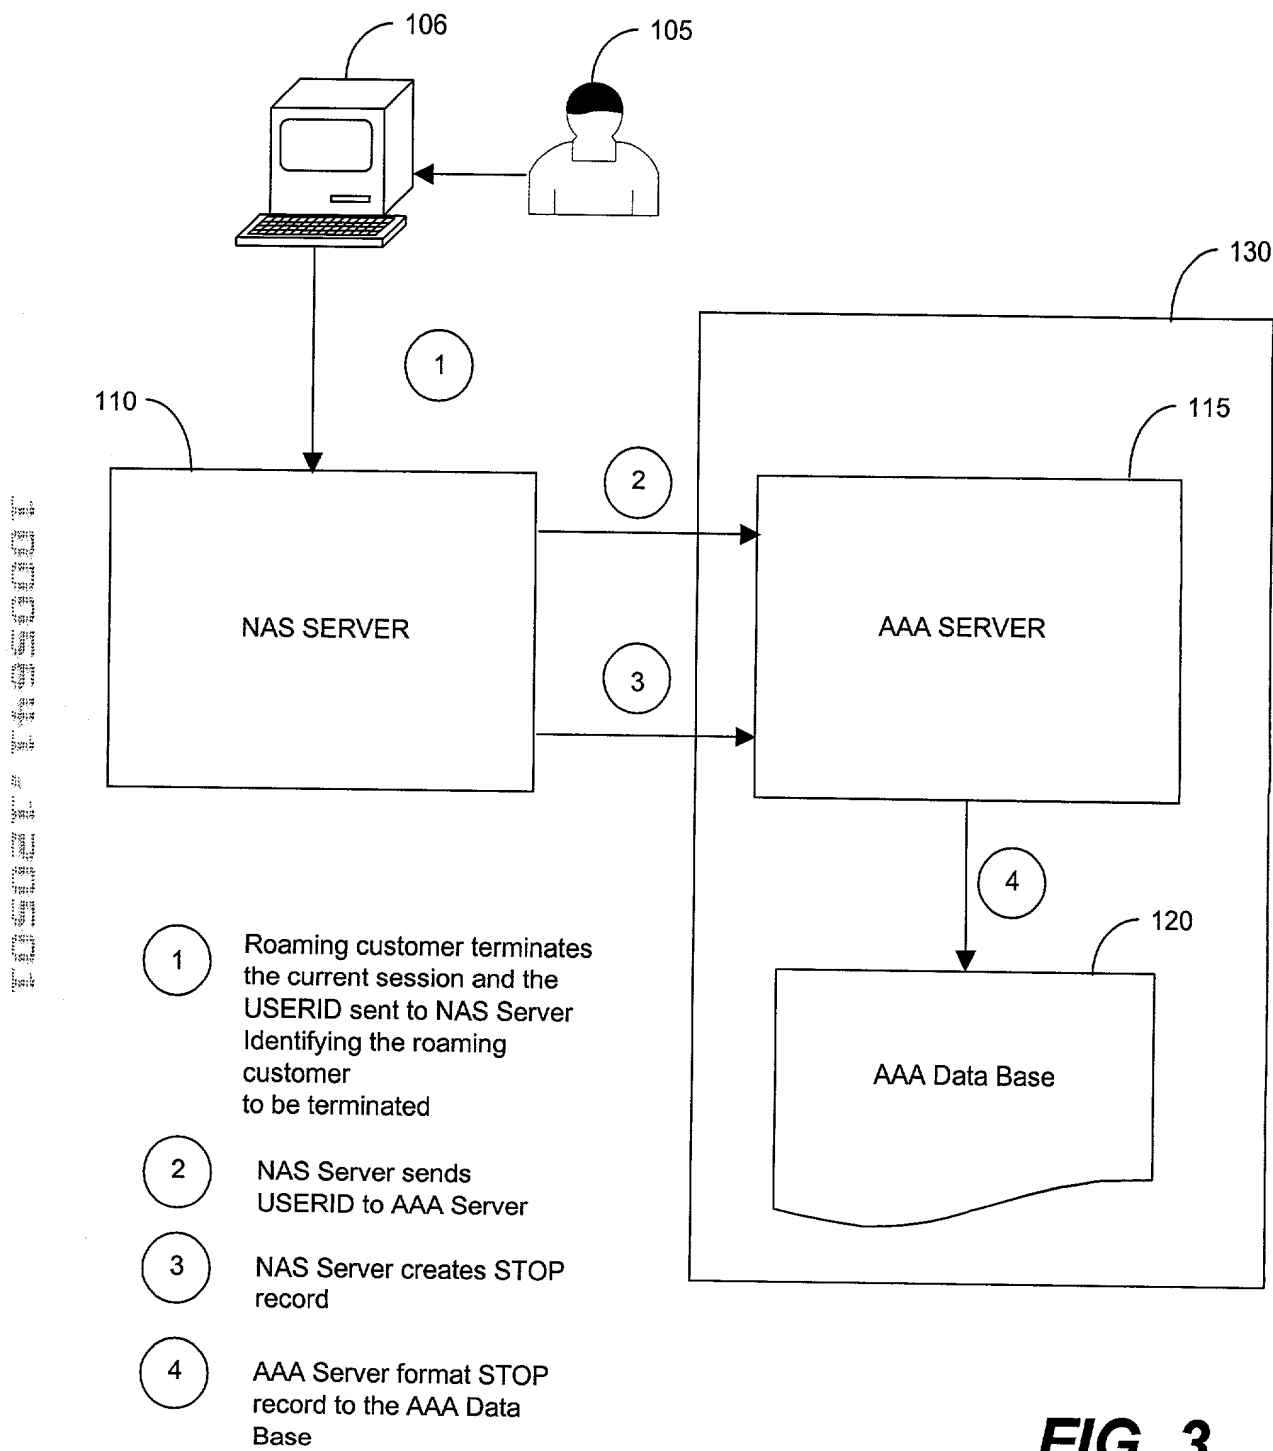 106
105
130
1
110
115
2
NAS SERVER
AAA SERVER
3
4
120
AAA Data Base
1
Roaming customer terminates
the current session and the
USERID sent to NAS Server
Identifying the roaming
customer
to be terminated
2
NAS Server sends
USERID to AAA Server
3
NAS Server creates STOP
record
4
AAA Server format STOP
record to the AAA Data
Base
FIG. 3